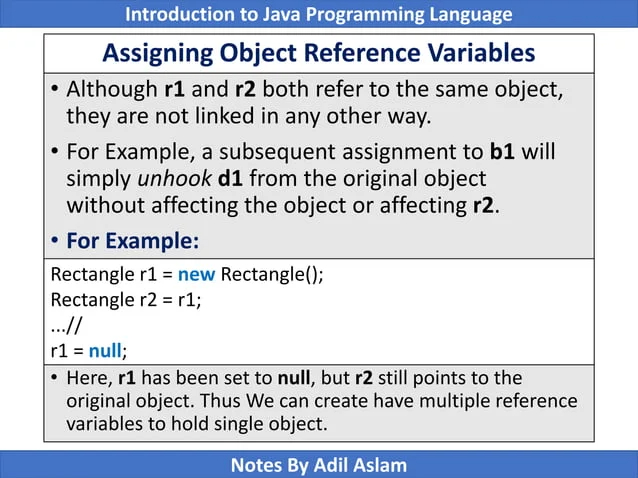 Introduction to Java Programming Language
Assigning Object Reference Variables
• Although r1 and r2 both refer to the same object,
they are not linked in any other way.
• For Example, a subsequent assignment to b1 will
simply unhook d1 from the original object
without affecting the object or affecting r2.
• For Example:
Rectangle r1 = new Rectangle();
Rectangle r2 = r1;
...//
r1 = null;
• Here, r1 has been set to null, but r2 still points to the
original object. Thus We can create have multiple reference
variables to hold single object.
Notes By Adil Aslam